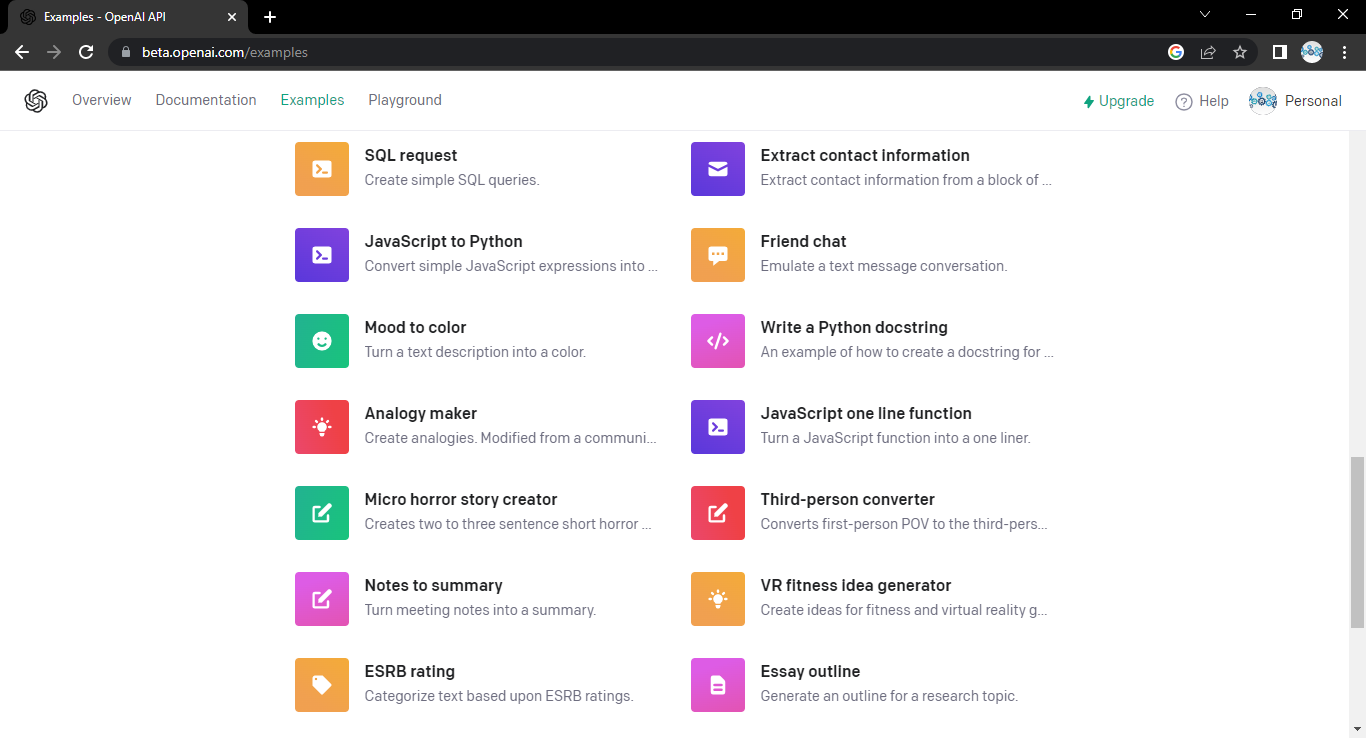 Examples - OpenAI API
beta.openai.com/examples
Overview Documentation Examples Playground Upgrade Help Personal
SQL request
Create simple SQL queries.
Extract contact information
Extract contact information from a block of ...
JavaScript to Python
Convert simple JavaScript expressions into ...
Friend chat
Emulate a text message conversation.
Mood to color
Turn a text description into a color.
Write a Python docstring
An example of how to create a docstring for ...
Analogy maker
Create analogies. Modified from a communi...
JavaScript one line function
Turn a JavaScript function into a one liner.
Micro horror story creator
Creates two to three sentence short horror ...
Third-person converter
Converts first-person POV to the third-pers...
Notes to summary
Turn meeting notes into a summary.
VR fitness idea generator
Create ideas for fitness and virtual reality g...
ESRB rating
Categorize text based upon ESRB ratings.
Essay outline
Generate an outline for a research topic.